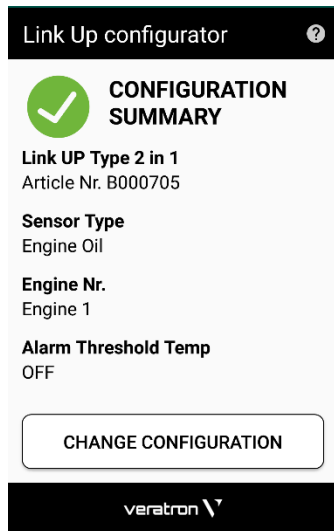 Link Up configurator
?
CONFIGURATION
SUMMARY
Link UP Type 2 in 1
Article Nr. B000705
Sensor Type
Engine Oil
Engine Nr.
Engine 1
Alarm Threshold Temp
OFF
CHANGE CONFIGURATION
veratron